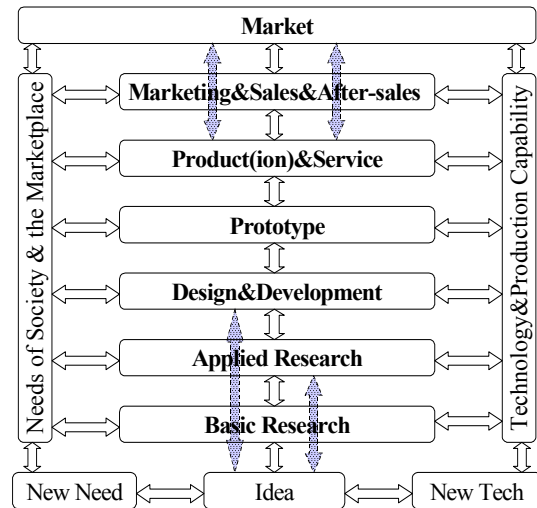 Market
Needs of Society & the Marketplace
Marketing&Sales&After-sales
Technology&Production Capability
Product(ion)&Service
Prototype
Design&Development
Applied Research
Basic Research
New Need
Idea
New Tech